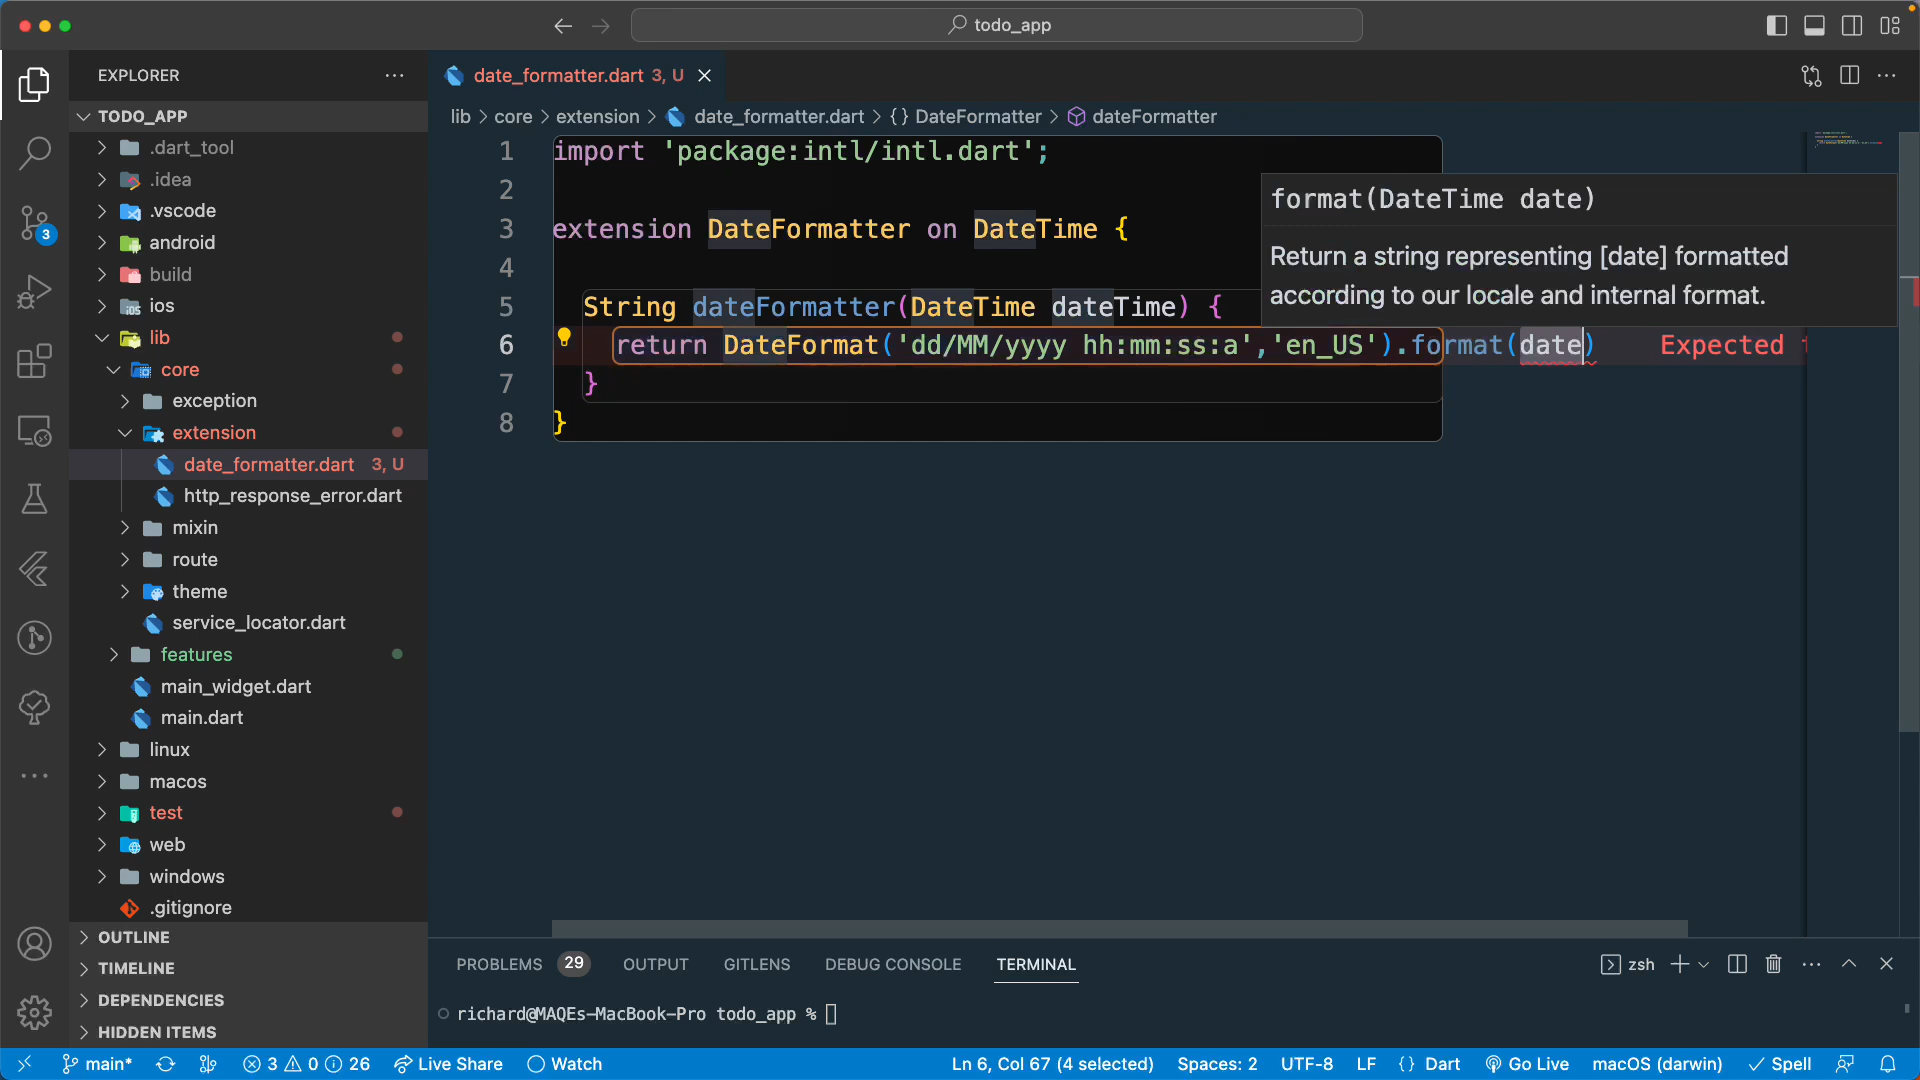 todo_app
EXPLORER
TODO_APP
.dart_tool
.idea
.vscode
android
build
ios
lib
core
exception
extension
date_formatter.dart 3, U
http_response_error.dart
mixin
route
theme
service_locator.dart
features
main_widget.dart
main.dart
linux
macos
test
web
windows
.gitignore
OUTLINE
TIMELINE
DEPENDENCIES
HIDDEN ITEMS
3
date_formatter.dart 3, U
lib > core > extension > date_formatter.dart > {} DateFormatter > dateFormatter
1 import 'package:intl/intl.dart';
2
3 extension DateFormatter on DateTime {
4
5 String dateFormatter(DateTime dateTime) {
6 return DateFormat('dd/MM/yyyy hh:mm:ss:a','en_US').format(date) Expected
7 }
8 }
format(DateTime date)
Return a string representing [date] formatted
according to our locale and internal format.
PROBLEMS 29 OUTPUT GITLENS DEBUG CONSOLE TERMINAL
zsh
richard@MAQEs-MacBook-Pro todo_app %
main* 3 0 26 Live Share Watch
Ln 6, Col 67 (4 selected) Spaces: 2 UTF-8 LF {} Dart Go Live macOS (darwin) Spell